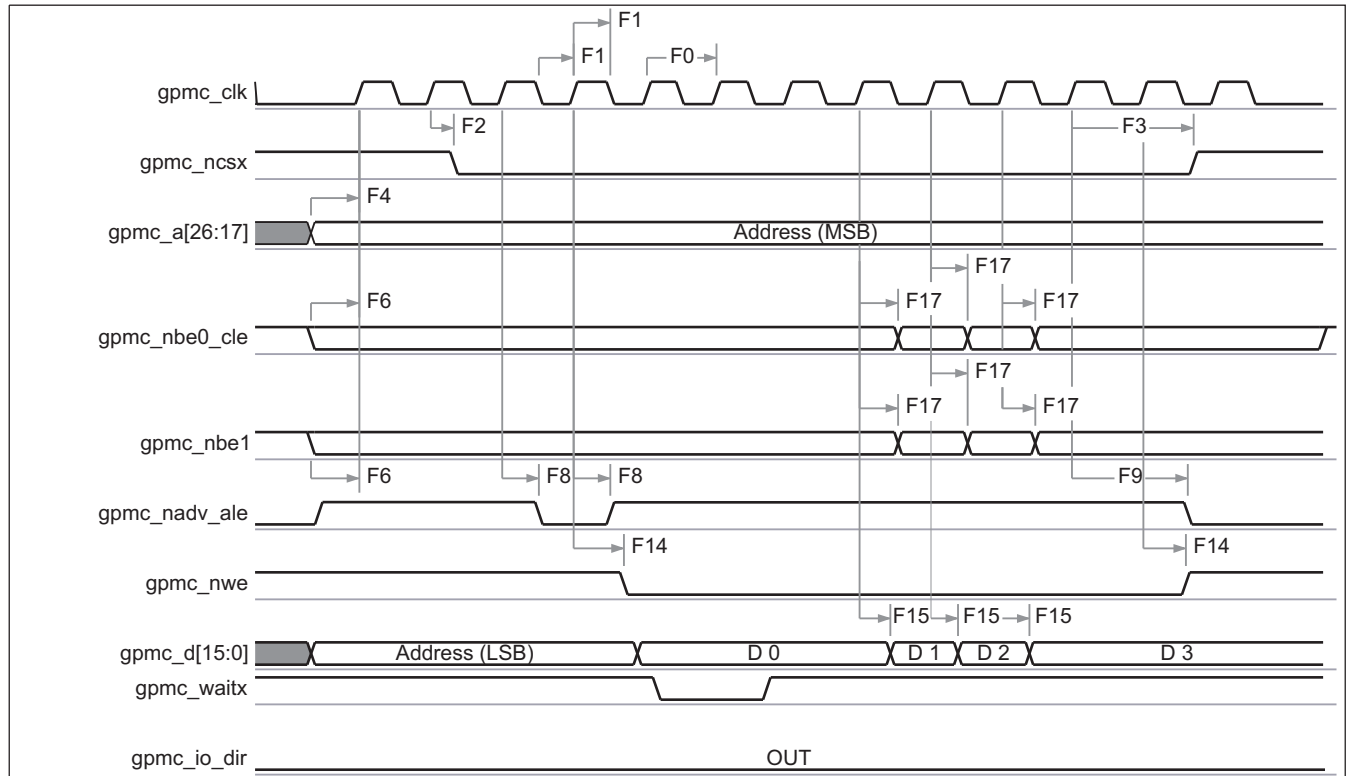 F1
F1 F0
gpmc_clk
F2 F3
gpmc_ncsx
F4
gpmc_a[26:17] Address (MSB)
F17
F6 F17 F17
gpmc_nbe0_cle
F17
F17 F17
gpmc_nbe1
F6 F8 F8 F9
gpmc_nadv_ale
F14 F14
gpmc_nwe
F15 F15 F15
gpmc_d[15:0] Address (LSB) D 0 D 1 D 2 D 3
gpmc_waitx
gpmc_io_dir OUT